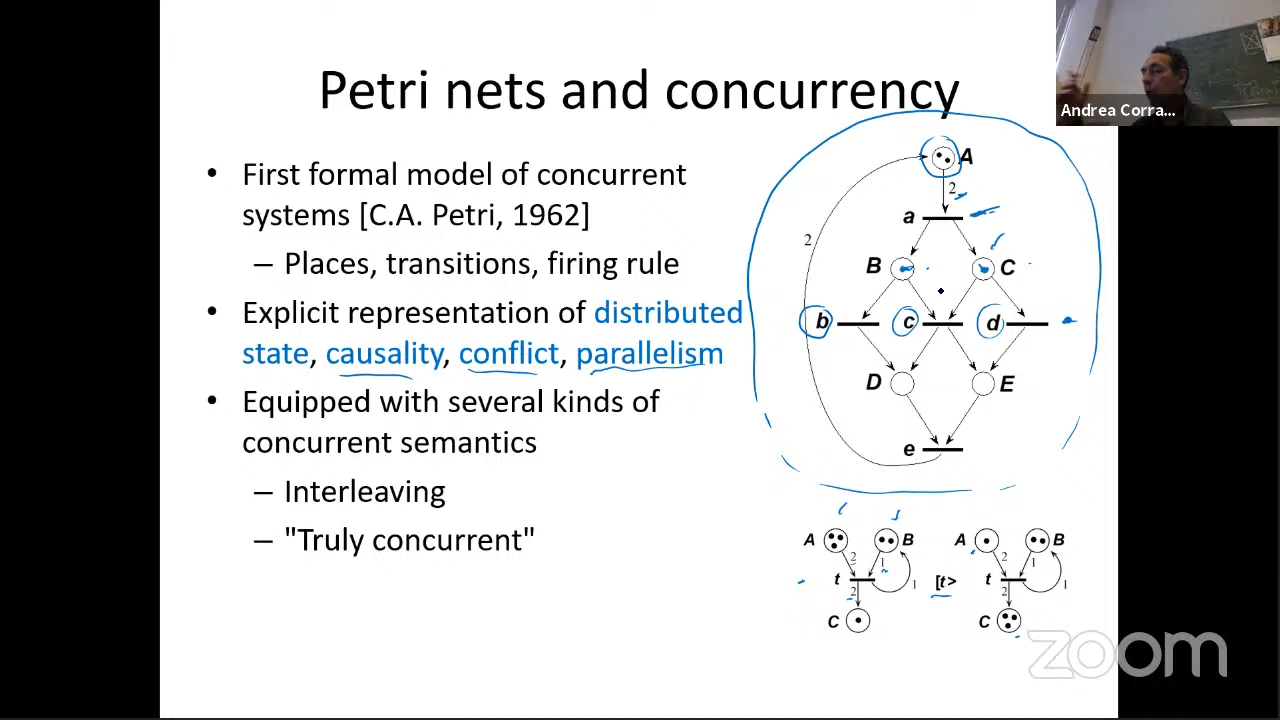 Petri nets and concurrency
Andrea Corra...
• First formal model of concurrent
systems [C.A. Petri, 1962]
– Places, transitions, firing rule
• Explicit representation of distributed
state, causality, conflict, parallelism
• Equipped with several kinds of
concurrent semantics
– Interleaving
– "Truly concurrent"
A
2
a
2
B
C
b
c
d
D
E
e
A
B
A
B
2
1
2
1
t
1
[t>
t
1
2
2
C
C
zoom